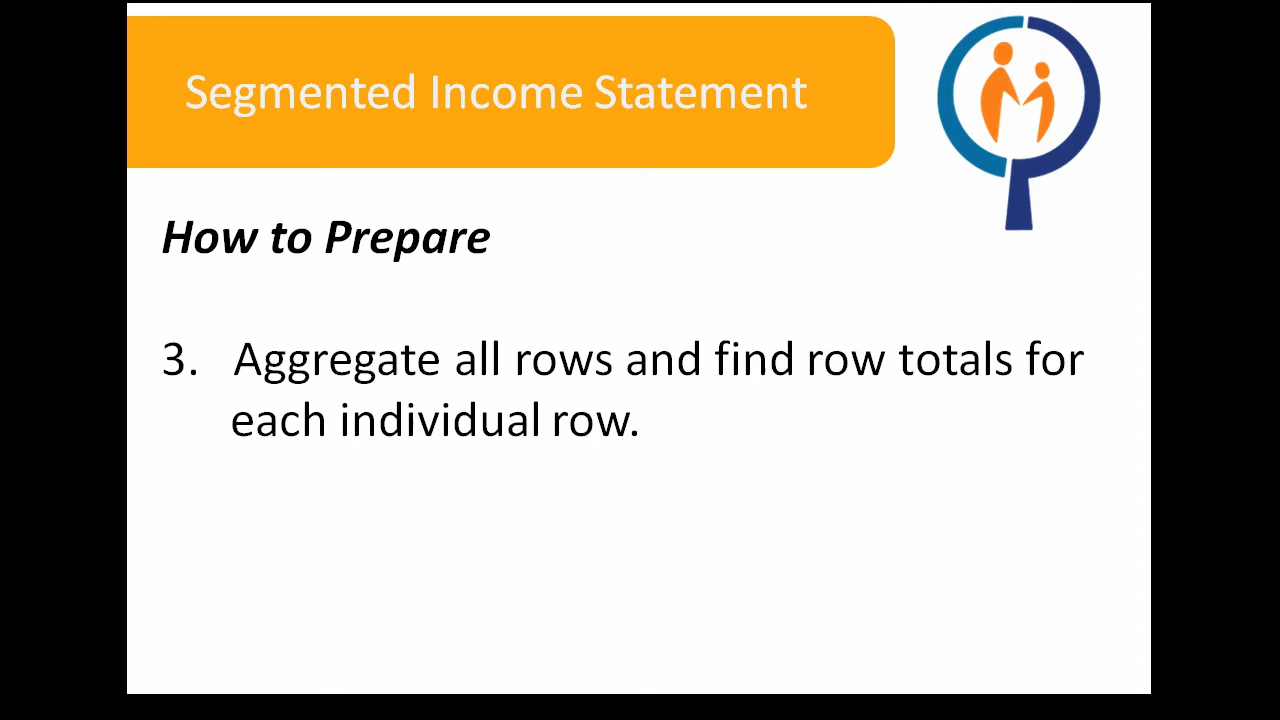 Segmented Income Statement
How to Prepare
3. Aggregate all rows and find row totals for
each individual row.